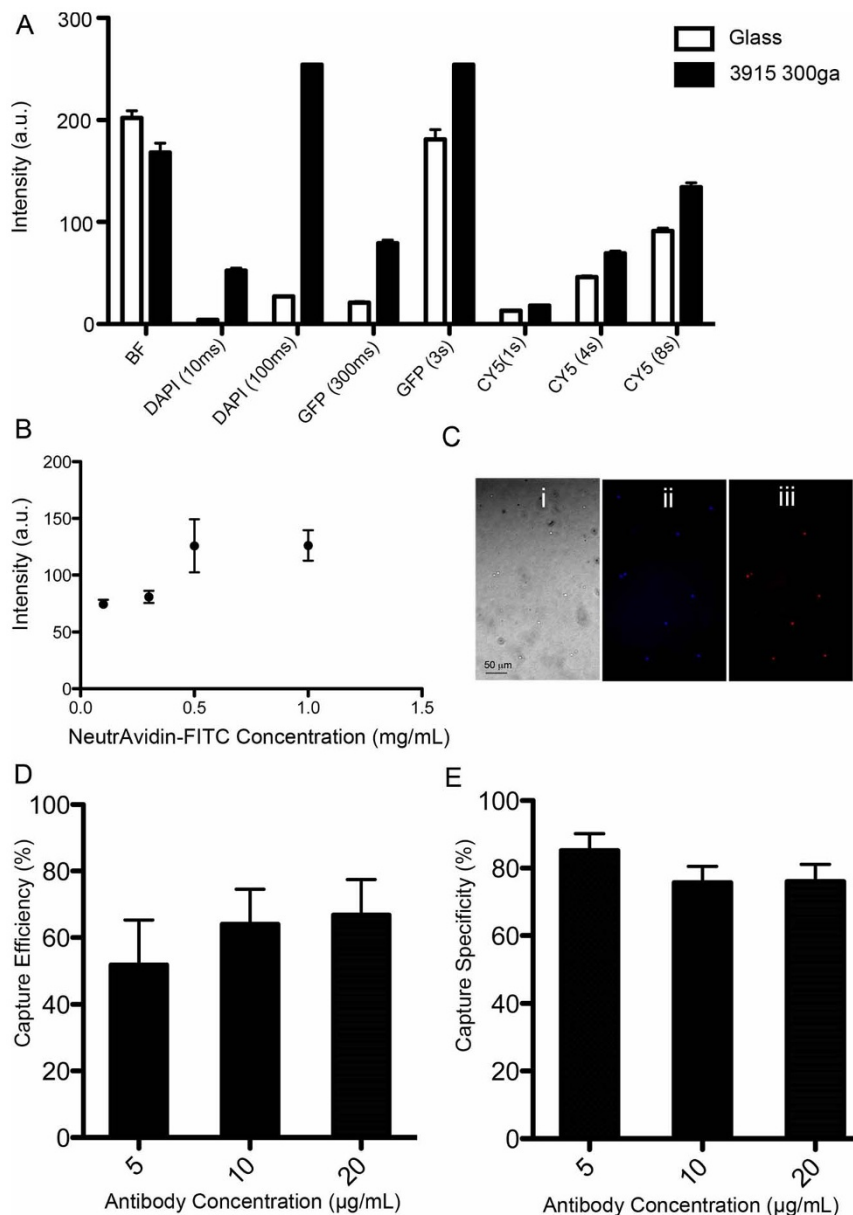 A
300
200
100
0
Intensity (a.u.)
Glass
3915 300ga
BF
DAPI (10ms)
DAPI (100ms)
GFP (300ms)
GFP (3s)
CY5(1s)
CY5 (4s)
CY5 (8s)
B
200
150
100
50
0
Intensity (a.u.)
0.0 0.5 1.0 1.5
NeutrAvidin-FITC Concentration (mg/mL)
C
i ii iii
50 µm
D
100
80
60
40
20
0
Capture Efficiency (%)
5 10 20
Antibody Concentration (µg/mL)
E
100
80
60
40
20
0
Capture Specificity (%)
5 10 20
Antibody Concentration (µg/mL)